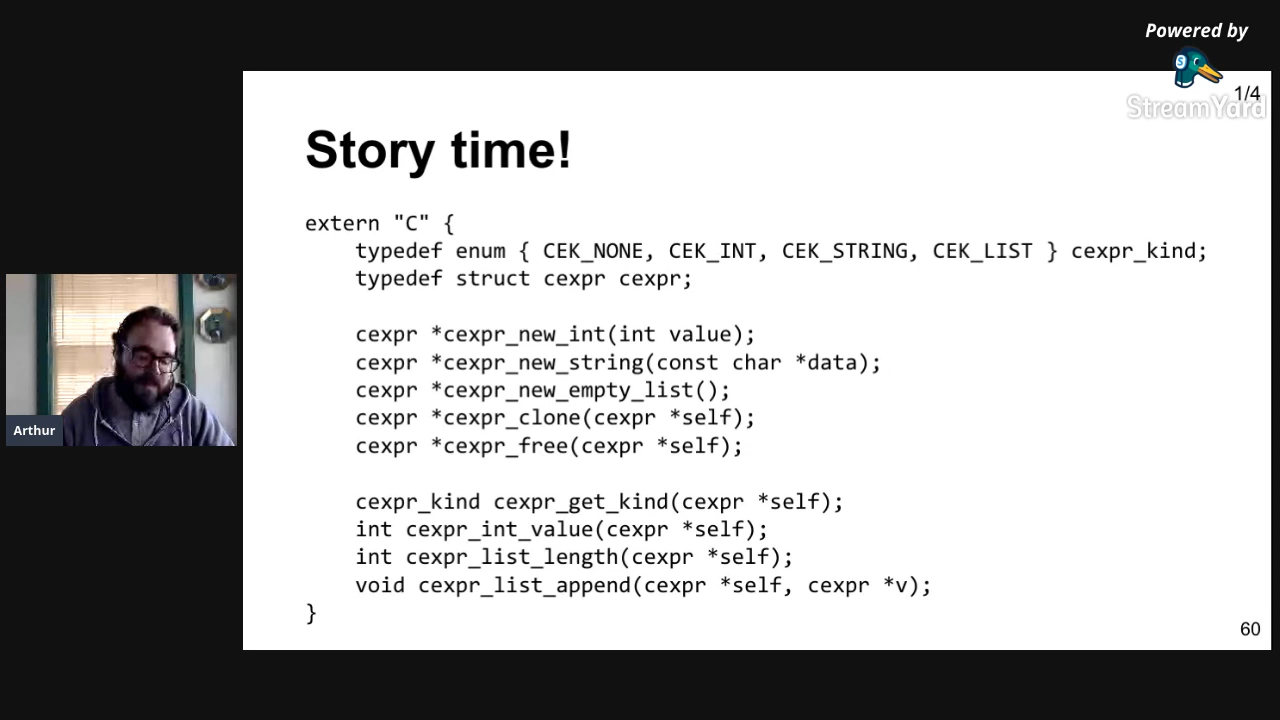 Powered by
StreamYard
1/4
Story time!
extern "C" {
    typedef enum { CEK_NONE, CEK_INT, CEK_STRING, CEK_LIST } cexpr_kind;
    typedef struct cexpr cexpr;
    cexpr *cexpr_new_int(int value);
    cexpr *cexpr_new_string(const char *data);
    cexpr *cexpr_new_empty_list();
    cexpr *cexpr_clone(cexpr *self);
    cexpr *cexpr_free(cexpr *self);
    cexpr_kind cexpr_get_kind(cexpr *self);
    int cexpr_int_value(cexpr *self);
    int cexpr_list_length(cexpr *self);
    void cexpr_list_append(cexpr *self, cexpr *v);
}
60
Arthur